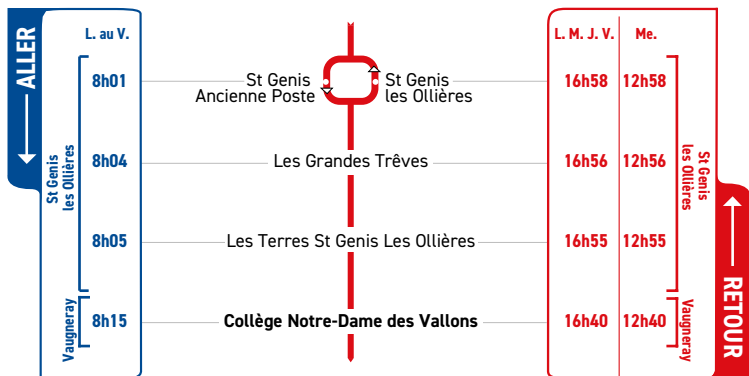 ALLER
L. au V.
L. M. J. V. Me.
8h01 St Genis St Genis 16h58 12h58
Ancienne Poste les Ollières
St Genis
les Ollières
8h04 Les Grandes Trêves 16h56 12h56
St Genis
les Ollières
8h05 Les Terres St Genis Les Ollières 16h55 12h55
Vaugneray
8h15 Collège Notre-Dame des Vallons 16h40 12h40
Vaugneray
RETOUR